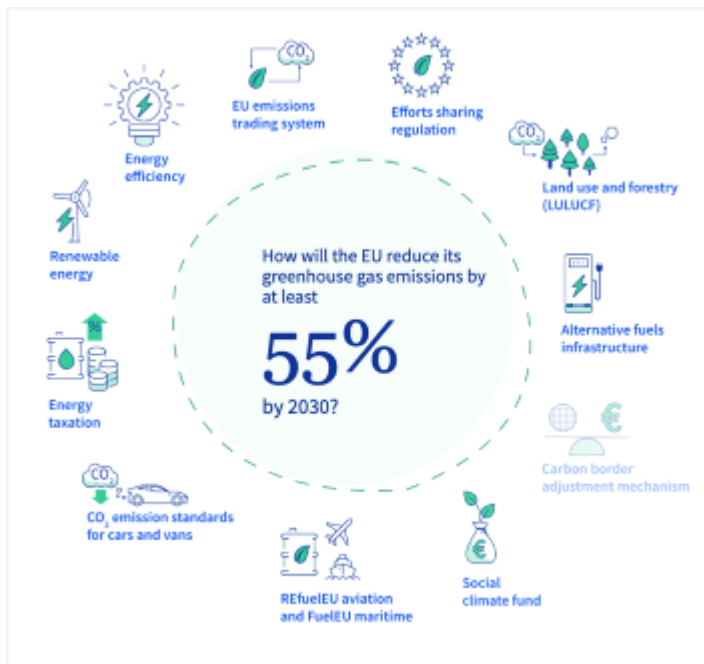 How will the EU reduce its
greenhouse gas emissions by
at least
55%
by 2030?
CO₂
EU emissions
trading system
Efforts sharing
regulation
CO₂
Land use and forestry
(LULUCF)
Alternative fuels
infrastructure
€
Carbon border
adjustment mechanism
€
Social
climate fund
REfuelEU aviation
and FuelEU maritime
CO₂
CO₂ emission standards
for cars and vans
%
Energy
taxation
Renewable
energy
Energy
efficiency